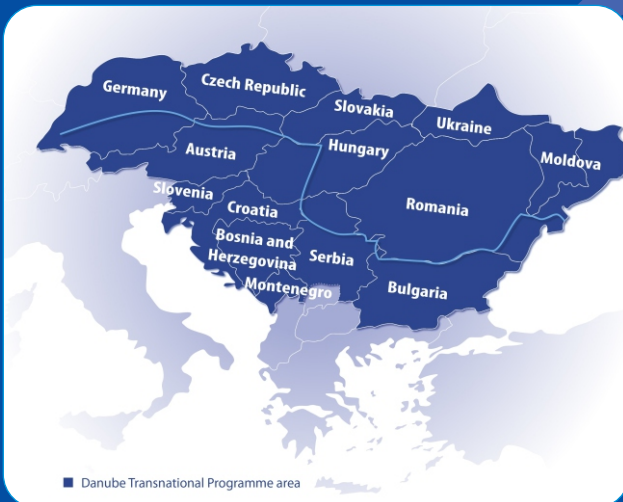 Germany
Czech Republic
Slovakia
Ukraine
Austria
Hungary
Moldova
Slovenia
Croatia
Romania
Bosnia and
Herzegovina
Serbia
Montenegro
Bulgaria
Danube Transnational Programme area